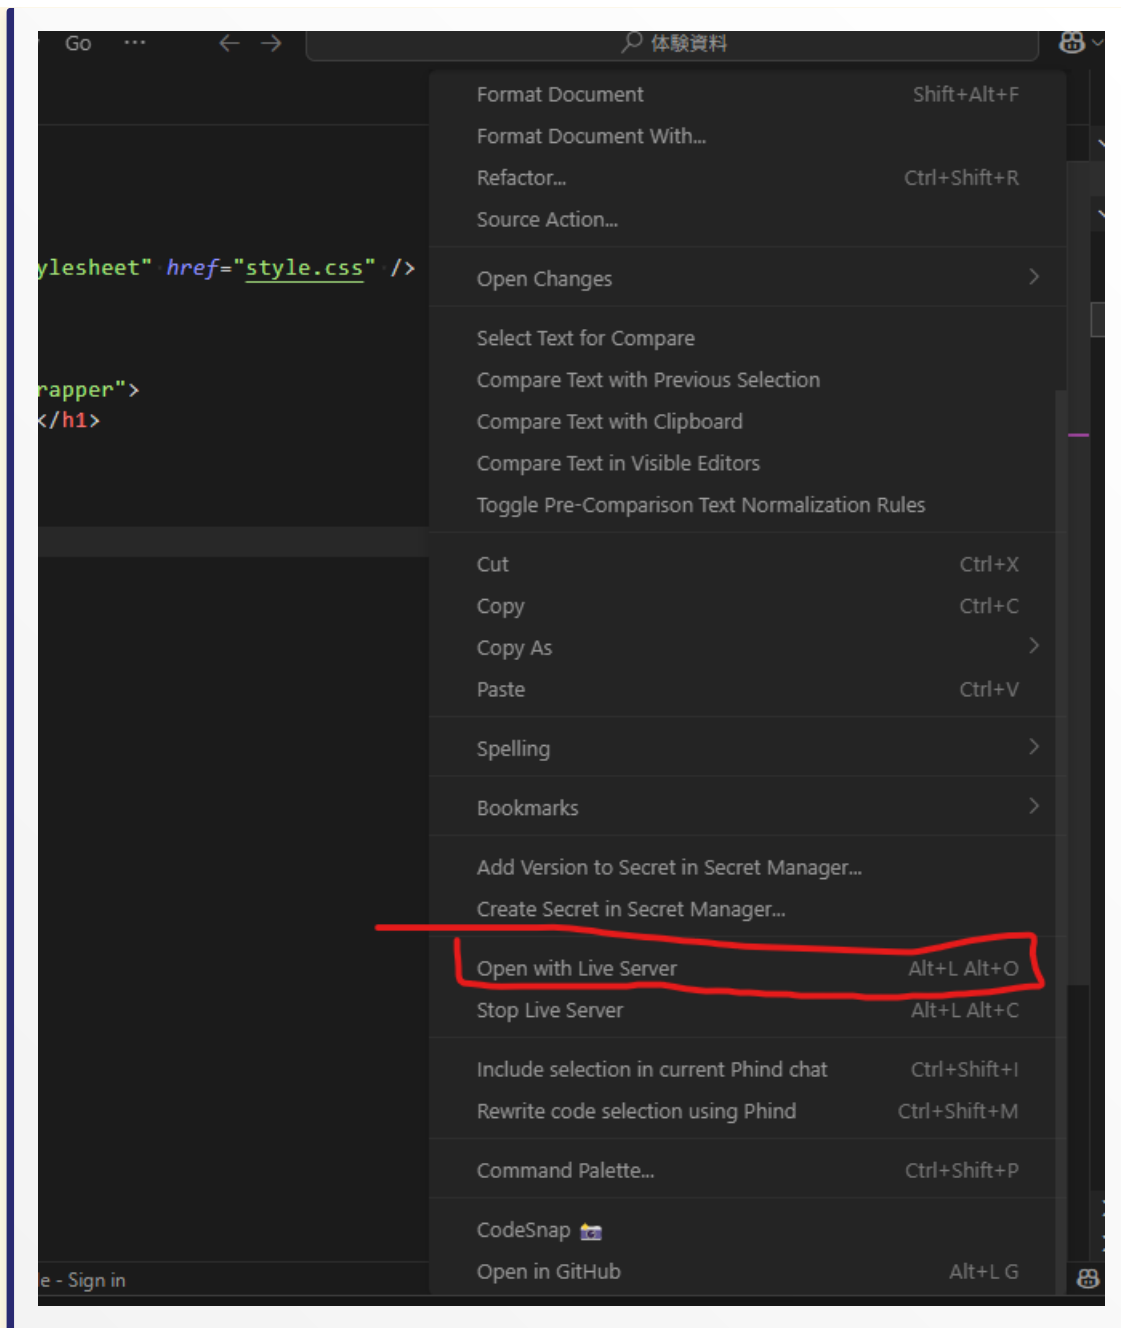 Go ···
体験資料
Format Document Shift+Alt+F
Format Document With...
Refactor... Ctrl+Shift+R
Source Action...
ylesheet" href="style.css" />
Open Changes
Select Text for Compare
rapper">
Compare Text with Previous Selection
</h1>
Compare Text with Clipboard
Compare Text in Visible Editors
Toggle Pre-Comparison Text Normalization Rules
Cut Ctrl+X
Copy Ctrl+C
Copy As
Paste Ctrl+V
Spelling
Bookmarks
Add Version to Secret in Secret Manager...
Create Secret in Secret Manager...
Open with Live Server Alt+L Alt+O
Stop Live Server Alt+L Alt+C
Include selection in current Phind chat Ctrl+Shift+I
Rewrite code selection using Phind Ctrl+Shift+M
Command Palette... Ctrl+Shift+P
CodeSnap 📸
Open in GitHub Alt+L G
e - Sign in